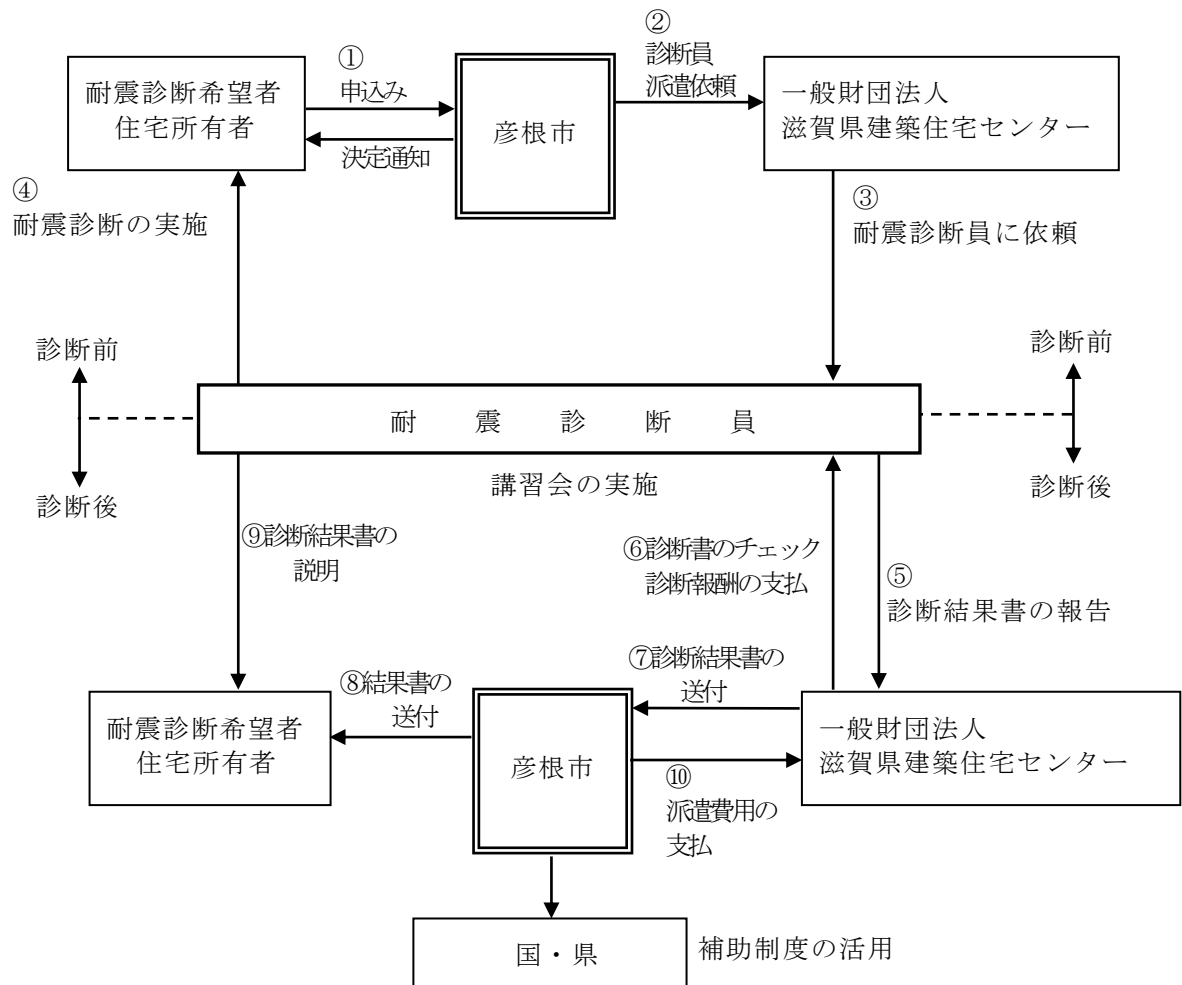 耐震診断希望者
住宅所有者
①
申込み
決定通知
彦根市
②
診断員
派遣依頼
一般財団法人
滋賀県建築住宅センター
④
耐震診断の実施
③
耐震診断員に依頼
診断前
診断後
耐震診断員
診断前
診断後
講習会の実施
⑨診断結果書の
説明
⑥診断書のチェック
診断報酬の支払
⑤
診断結果書の報告
⑦診断結果書の
送付
⑧結果書の
送付
耐震診断希望者
住宅所有者
彦根市
一般財団法人
滋賀県建築住宅センター
⑩
派遣費用の
支払
国・県
補助制度の活用